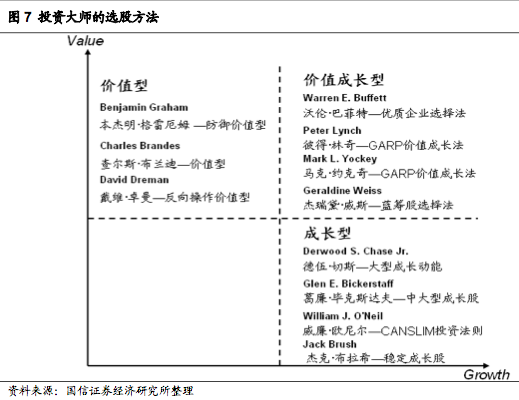 图 7 投资大师的选股方法
Value
价值型
Benjamin Graham
本杰明·格雷厄姆 —防御价值型
Charles Brandes
查尔斯·布兰迪—价值型
David Dreman
戴维·卓曼—反向操作价值型
价值成长型
Warren E. Buffett
沃伦·巴菲特—优质企业选择法
Peter Lynch
彼得·林奇—GARP价值成长法
Mark L. Yockey
马克·约克奇—GARP价值成长法
Geraldine Weiss
杰瑞黛·威斯—蓝筹股选择法
成长型
Derwood S. Chase Jr.
德伍·切斯—大型成长动能
Glen E. Bickerstaff
葛廉·毕克斯达夫—中大型成长股
William J. O'Neil
威廉·欧尼尔—CANSLIM投资法则
Jack Brush
杰克·布拉希—稳定成长股
Growth
资料来源：国信证券经济研究所整理